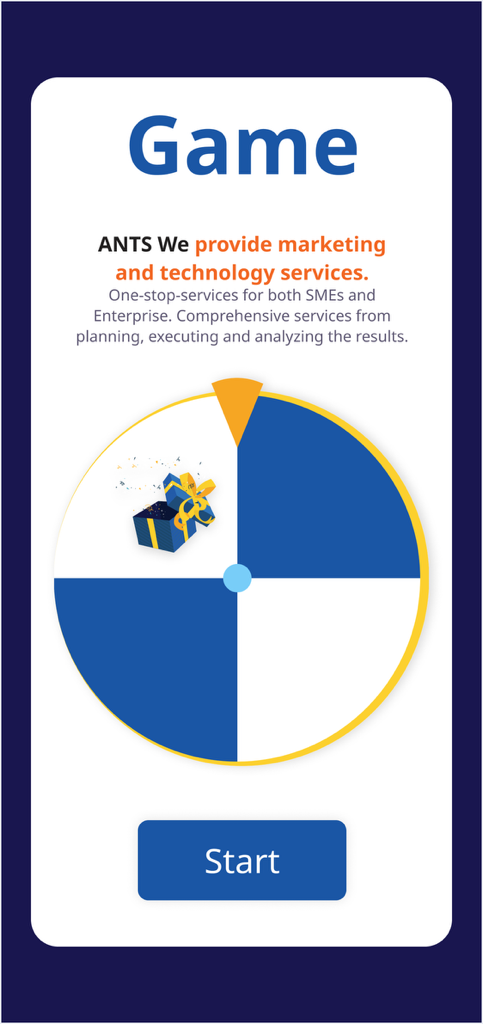 Game
ANTS We provide marketing
and technology services.
One-stop-services for both SMEs and
Enterprise. Comprehensive services from
planning, executing and analyzing the results.
Start